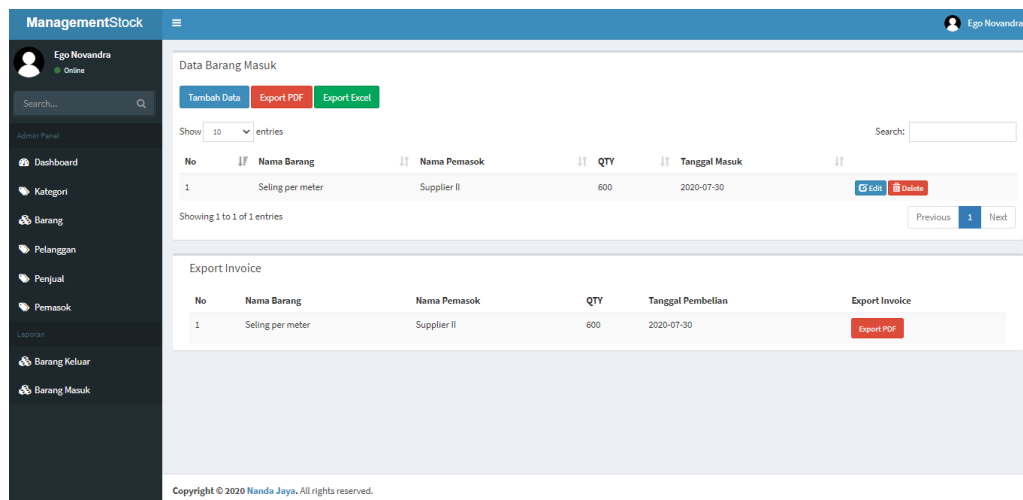 ManagementStock
Ego Novandra
Ego Novandra
Online
Search...
Admin Panel
Dashboard
Kategori
Barang
Pelanggan
Penjual
Pemasok
Laporan
Barang Keluar
Barang Masuk
Data Barang Masuk
Tambah Data Export PDF Export Excel
Show 10 entries Search:
No Nama Barang Nama Pemasok QTY Tanggal Masuk
1 Seling per meter Supplier II 600 2020-07-30 Edit Delete
Showing 1 to 1 of 1 entries Previous 1 Next
Export Invoice
No Nama Barang Nama Pemasok QTY Tanggal Pembelian Export Invoice
1 Seling per meter Supplier II 600 2020-07-30 Export PDF
Copyright © 2020 Nanda Jaya. All rights reserved.